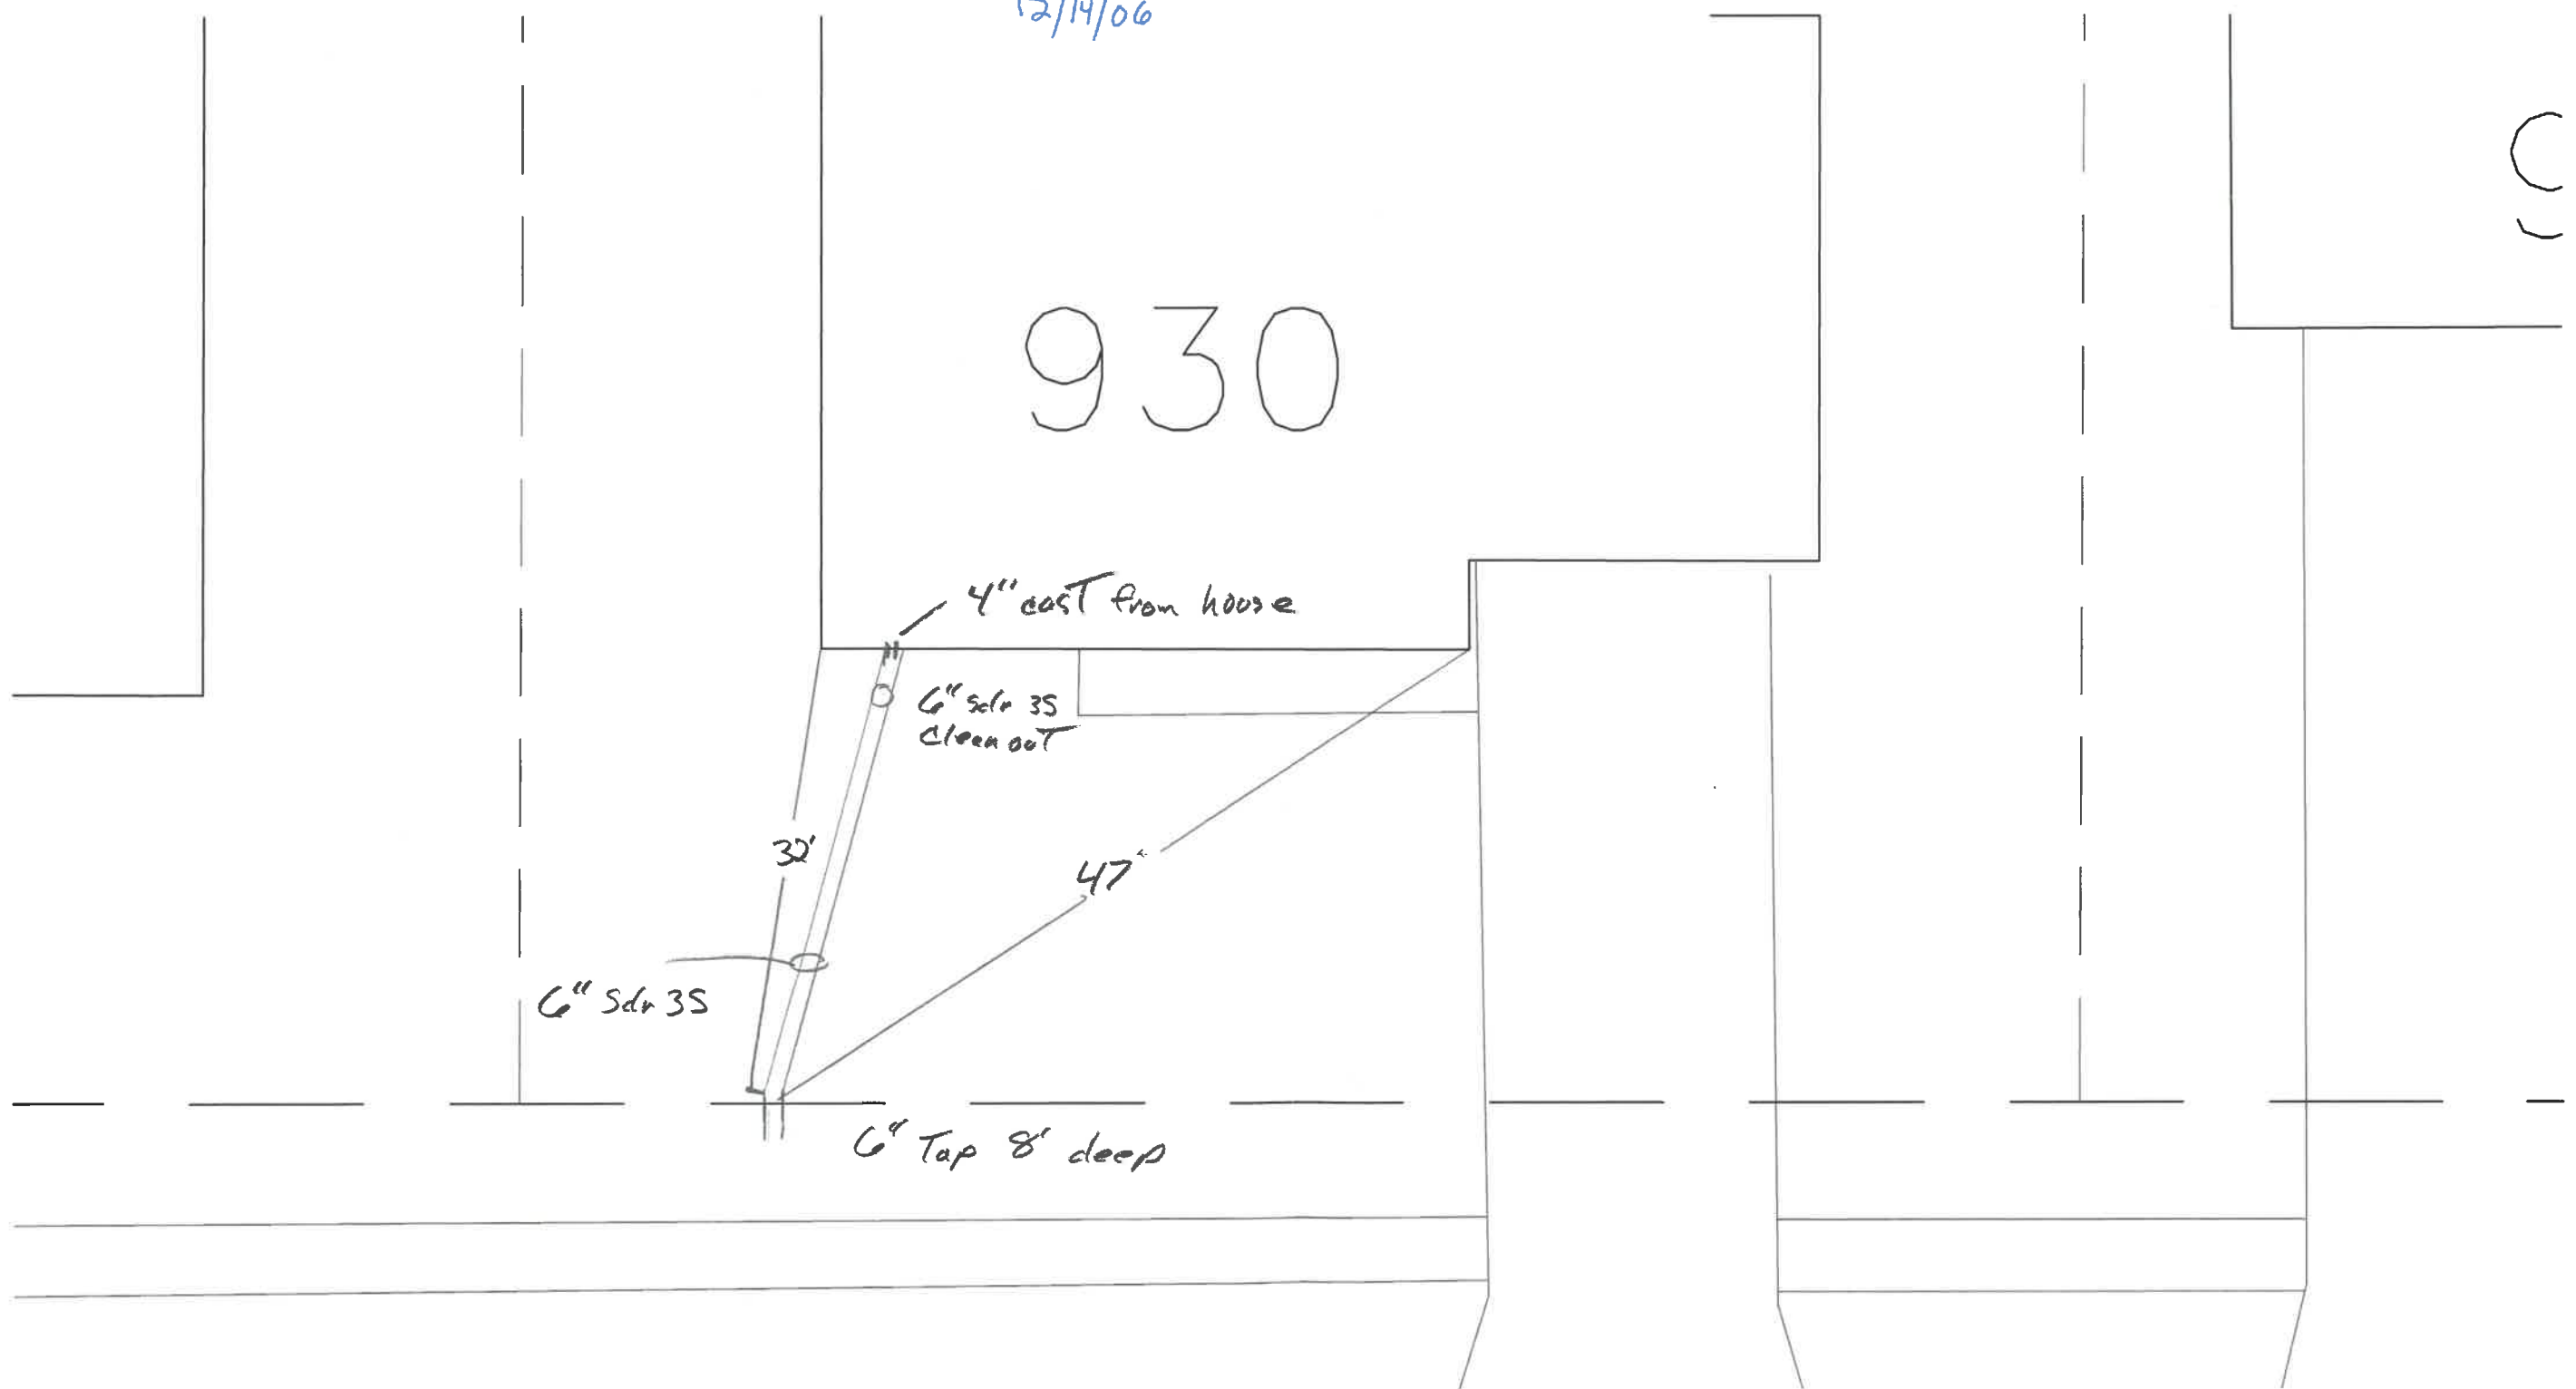 12/14/06
930
4" cast from house
6" Sdr 35
Clean out
32'
47'
6" Sdr 35
6" Tap 8' deep